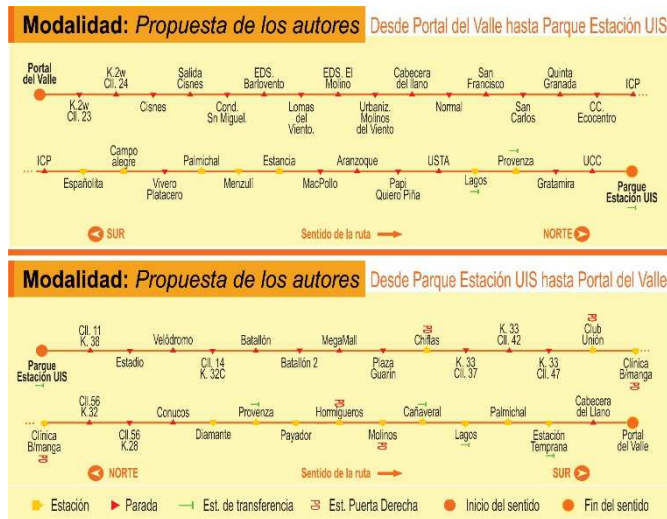 Modalidad: Propuesta de los autores Desde Portal del Valle hasta Parque Estación UIS
Portal
del Valle
K.2w
Cll. 23
K.2w
Cll. 24
Cisnes
Salida
Cisnes
Cond.
Sn Miguel.
EDS.
Barlovento
Lomas
del
Viento.
EDS. El
Molino
Urbaniz.
Molinos
del Viento
Cabecera
del llano
Normal
San
Francisco
San
Carlos
Quinta
Granada
CC.
Ecocentro
ICP
ICP
Españolita
Campo
alegre
Vivero
Platacero
Palmichal
Menzulí
Estancia
MacPollo
Aranzoque
Papi
Quiero Piña
USTA
Lagos
Provenza
Gratamira
UCC
Parque
Estación UIS
SUR
Sentido de la ruta
NORTE
Modalidad: Propuesta de los autores Desde Parque Estación UIS hasta Portal del Valle
Parque
Estación UIS
Cll. 11
K. 38
Estadio
Velódromo
Cll. 14
K. 32C
Batallón
Batallón 2
MegaMall
Plaza
Guarín
PD
Chiflas
K. 33
Cll. 37
K. 33
Cll. 42
K. 33
Cll. 47
PD
Club
Unión
Clínica
B/manga
PD
Clínica
B/manga
PD
Cll.56
K.32
Cll.56
K.28
Conucos
Diamante
Provenza
Payador
Hormigueros
PD
Molinos
PD
Cañaveral
Lagos
Palmichal
Estación
Temprana
Cabecera
del Llano
Portal
del Valle
NORTE
Sentido de la ruta
SUR
Estación
Parada
Est. de transferencia
PD Est. Puerta Derecha
Inicio del sentido
Fin del sentido